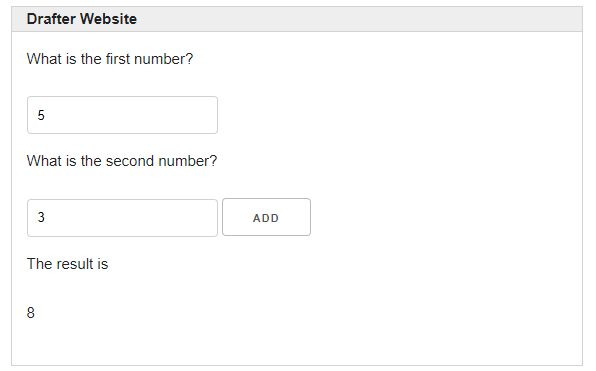 Drafter Website
What is the first number?
5
What is the second number?
3 ADD
The result is
8